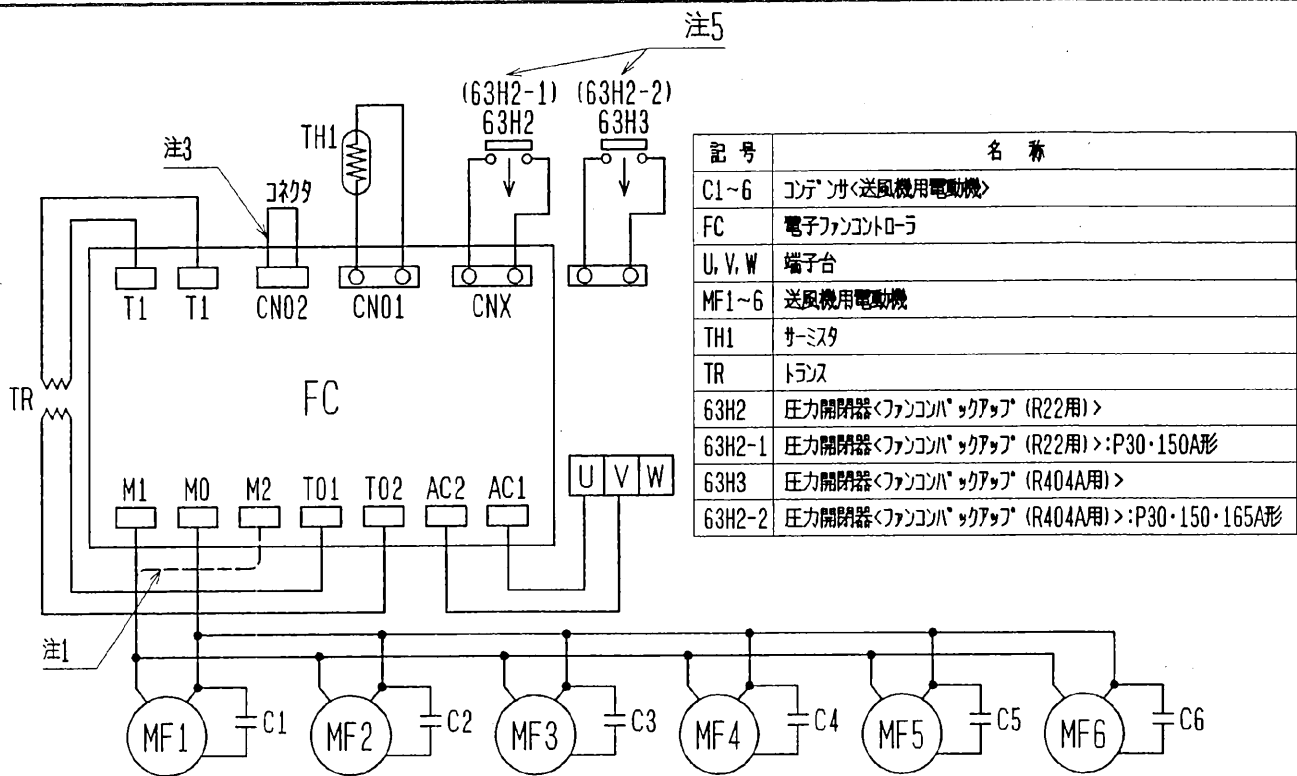 注5
(63H2-1) (63H2-2)
63H2 63H3
TH1
注3
コネクタ
T1 T1 CN02 CN01 CNX
TR
FC
M1 M0 M2 T01 T02 AC2 AC1
U V W
注1
MF1 C1 MF2 C2 MF3 C3 MF4 C4 MF5 C5 MF6 C6
記号 名称
C1~6 コンデンサ<送風機用電動機>
FC 電子ファンコントローラ
U,V,W 端子台
MF1~6 送風機用電動機
TH1 サーミスタ
TR トランス
63H2 圧力開閉器<ファンコンバックアップ(R22用)>
63H2-1 圧力開閉器<ファンコンバックアップ(R22用)>:P30・150A形
63H3 圧力開閉器<ファンコンバックアップ(R404A用)>
63H2-2 圧力開閉器<ファンコンバックアップ(R404A用)>:P30・150・165A形